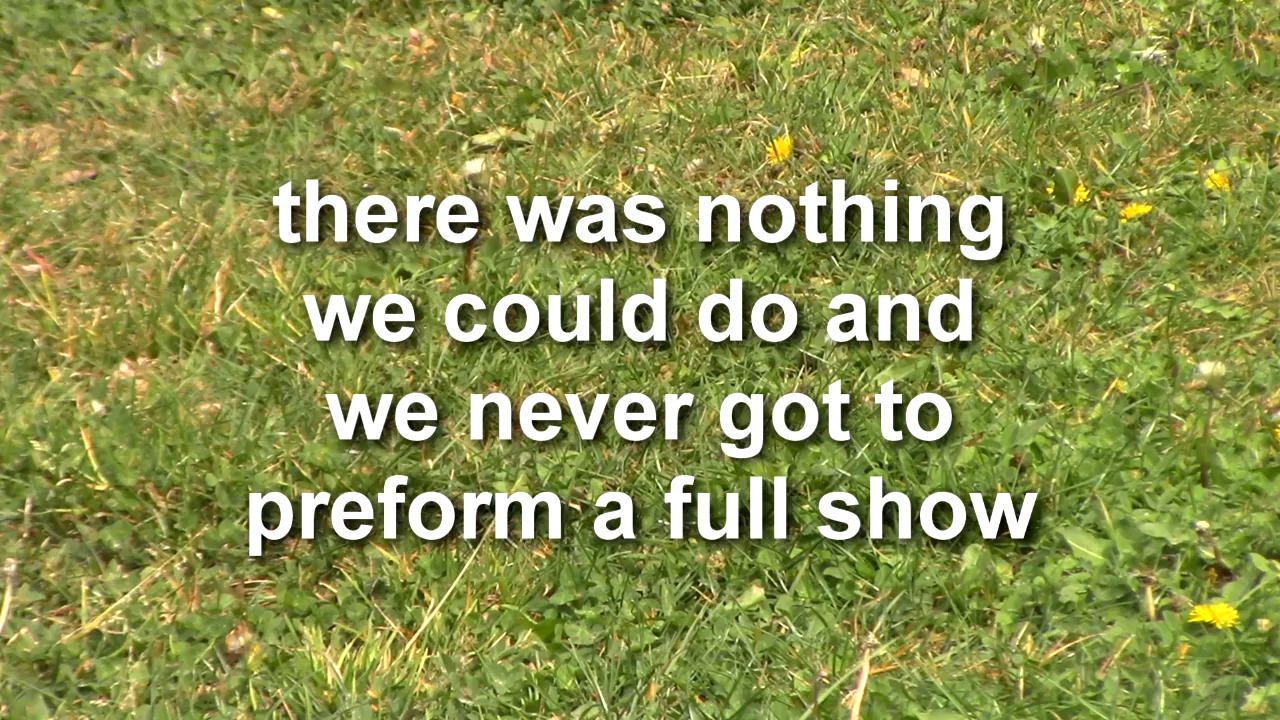 there was nothing
we could do and
we never got to
preform a full show